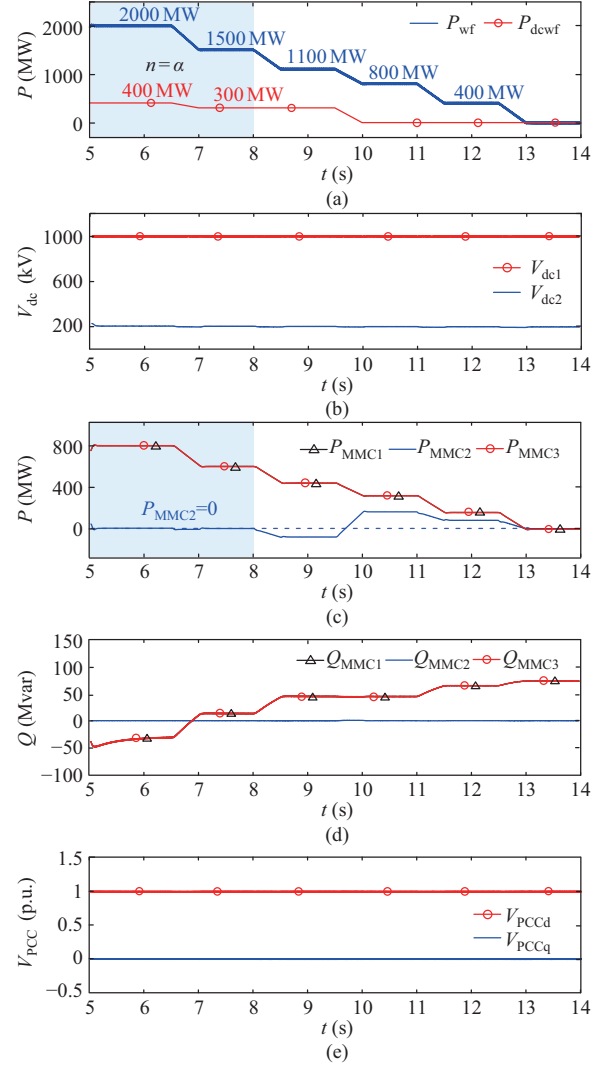 P_wf P_dcwf
2000 MW
1500 MW
1100 MW
800 MW
400 MW
n = α
400 MW 300 MW
P (MW)
2000
1000
0
5 6 7 8 9 10 11 12 13 14
t (s)
(a)
V_dc (kV)
1000
600
200
V_dc1
V_dc2
5 6 7 8 9 10 11 12 13 14
t (s)
(b)
P (MW)
800
400
0
P_MMC1 P_MMC2 P_MMC3
P_MMC2=0
5 6 7 8 9 10 11 12 13 14
t (s)
(c)
Q (Mvar)
150
100
50
0
−50
−100
Q_MMC1 Q_MMC2 Q_MMC3
5 6 7 8 9 10 11 12 13 14
t (s)
(d)
V_PCC (p.u.)
1.5
1
0.5
0
-0.5
V_PCCd
V_PCCq
5 6 7 8 9 10 11 12 13 14
t (s)
(e)